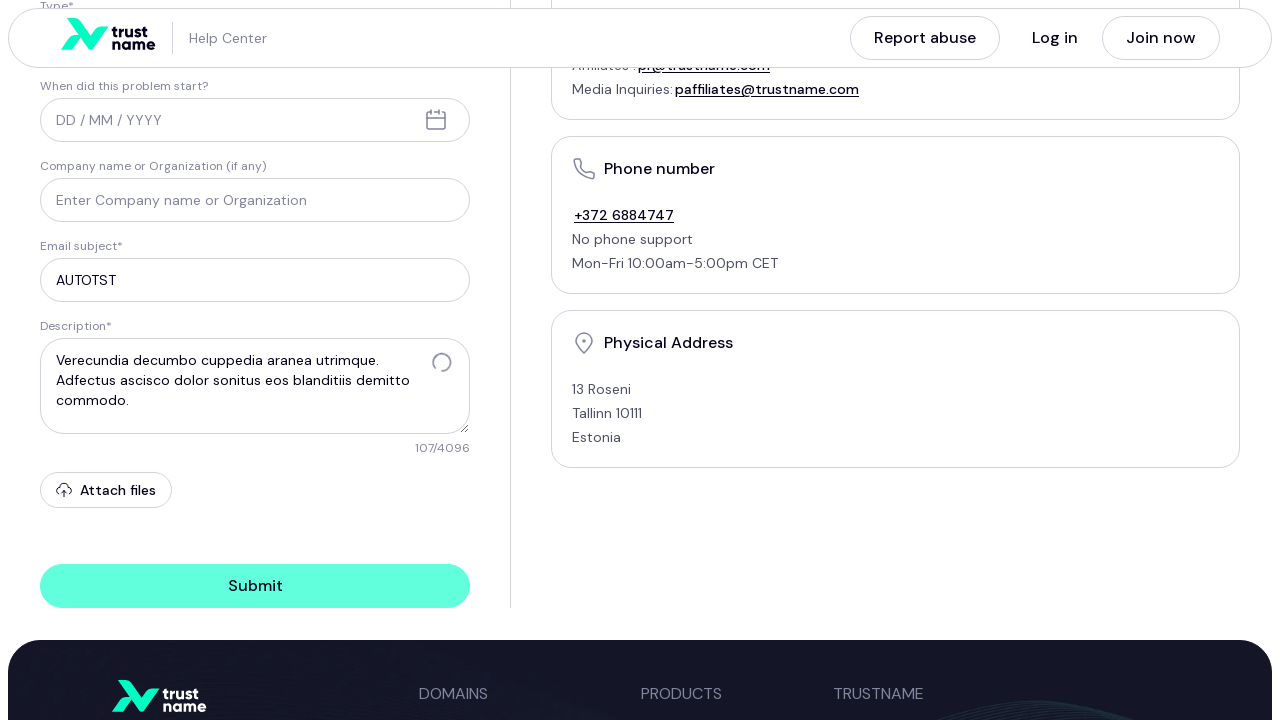 Type*
trust
name
Help Center
Report abuse
Log in
Join now
When did this problem start?
DD / MM / YYYY
Company name or Organization (if any)
Enter Company name or Organization
Email subject*
AUTOTST
Description*
Verecundia decumbo cuppedia aranea utrimque.
Adfectus ascisco dolor sonitus eos blanditiis demitto
commodo.
107/4096
Attach files
Submit
Affiliates : pr@trustname.com
Media Inquiries: paffiliates@trustname.com
Phone number
+372 6884747
No phone support
Mon-Fri 10:00am-5:00pm CET
Physical Address
13 Roseni
Tallinn 10111
Estonia
trust
name
DOMAINS
PRODUCTS
TRUSTNAME